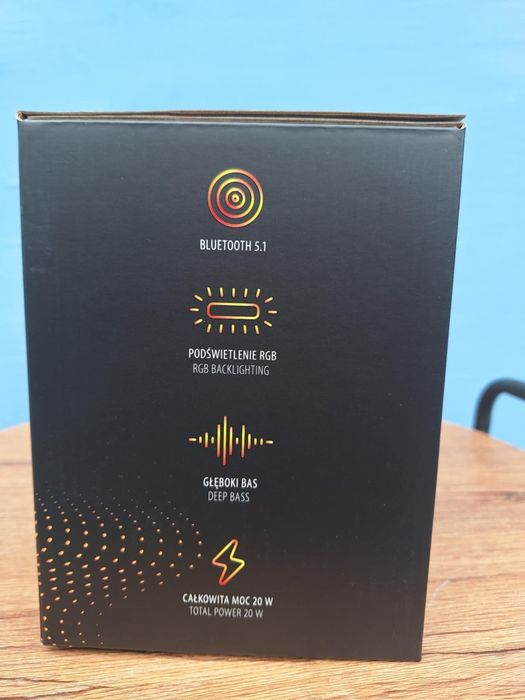 BLUETOOTH 5.1
PODŚWIETLENIE RGB
RGB BACKLIGHTING
GŁĘBOKI BAS
DEEP BASS
CAŁKOWITA MOC 20 W
TOTAL POWER 20 W